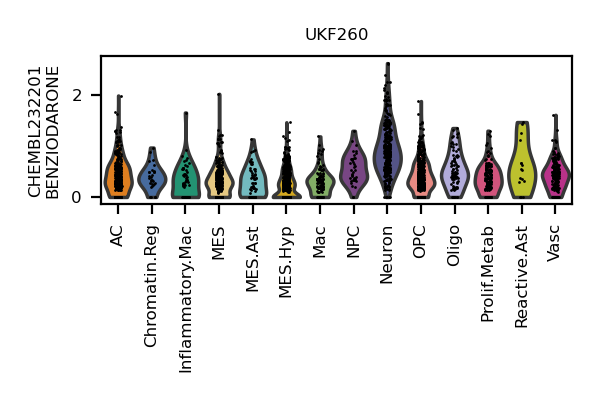 UKF260
CHEMBL232201
BENZIODARONE
2
0
AC
Chromatin.Reg
Inflammatory.Mac
MES
MES.Ast
MES.Hyp
Mac
NPC
Neuron
OPC
Oligo
Prolif.Metab
Reactive.Ast
Vasc